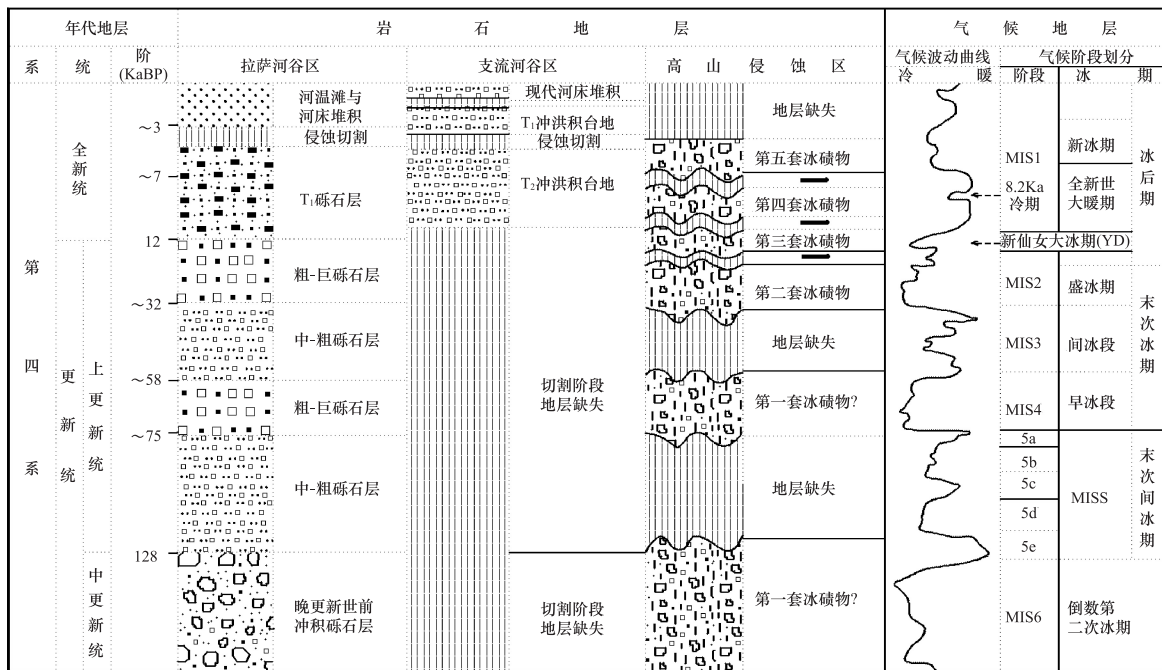 年代地层
岩石地层
气候地层
系
统
阶
(KaBP)
拉萨河谷区
支流河谷区
高山侵蚀区
气候波动曲线
冷 暖
气候阶段划分
阶段
冰期
第四系
全新统
更新统
上更新统
中更新统
~3
~7
12
~32
~58
~75
128
河温滩与
河床堆积
侵蚀切割
T₁砾石层
粗-巨砾石层
中-粗砾石层
粗-巨砾石层
中-粗砾石层
晚更新世前
冲积砾石层
现代河床堆积
T₁冲洪积台地
侵蚀切割
T₂冲洪积台地
切割阶段
地层缺失
切割阶段
地层缺失
地层缺失
第五套冰碛物
第四套冰碛物
第三套冰碛物
第二套冰碛物
地层缺失
第一套冰碛物?
地层缺失
第一套冰碛物?
MIS1
8.2Ka
冷期
新冰期
全新世
大暖期
冰后期
新仙女大冰期(YD)
MIS2
盛冰期
MIS3
间冰段
MIS4
早冰段
末次冰期
5a
5b
5c
5d
5e
MISS
末次间冰期
MIS6
倒数第
二次冰期